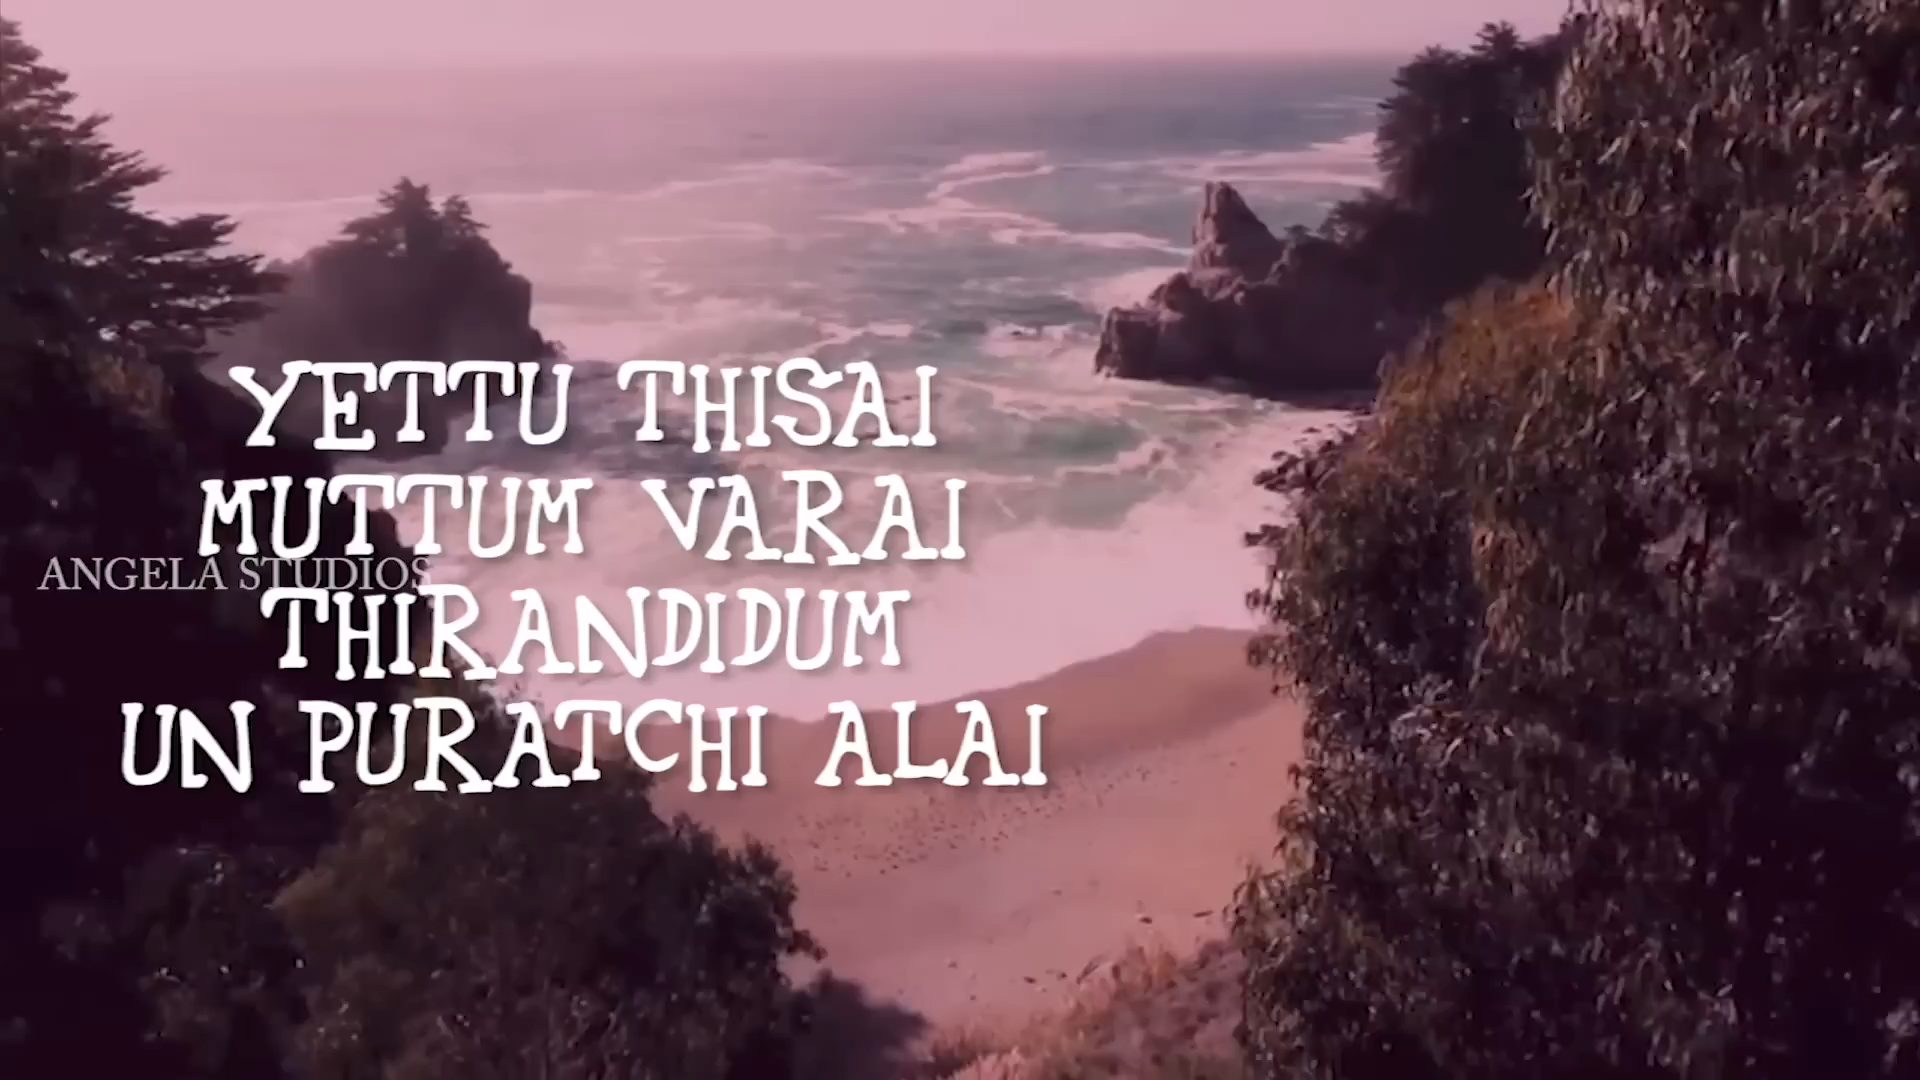 YETTU THISAI
MUTTUM VARAI
ANGELA STUDIOS
THIRANDIDUM
UN PURATCHI ALAI